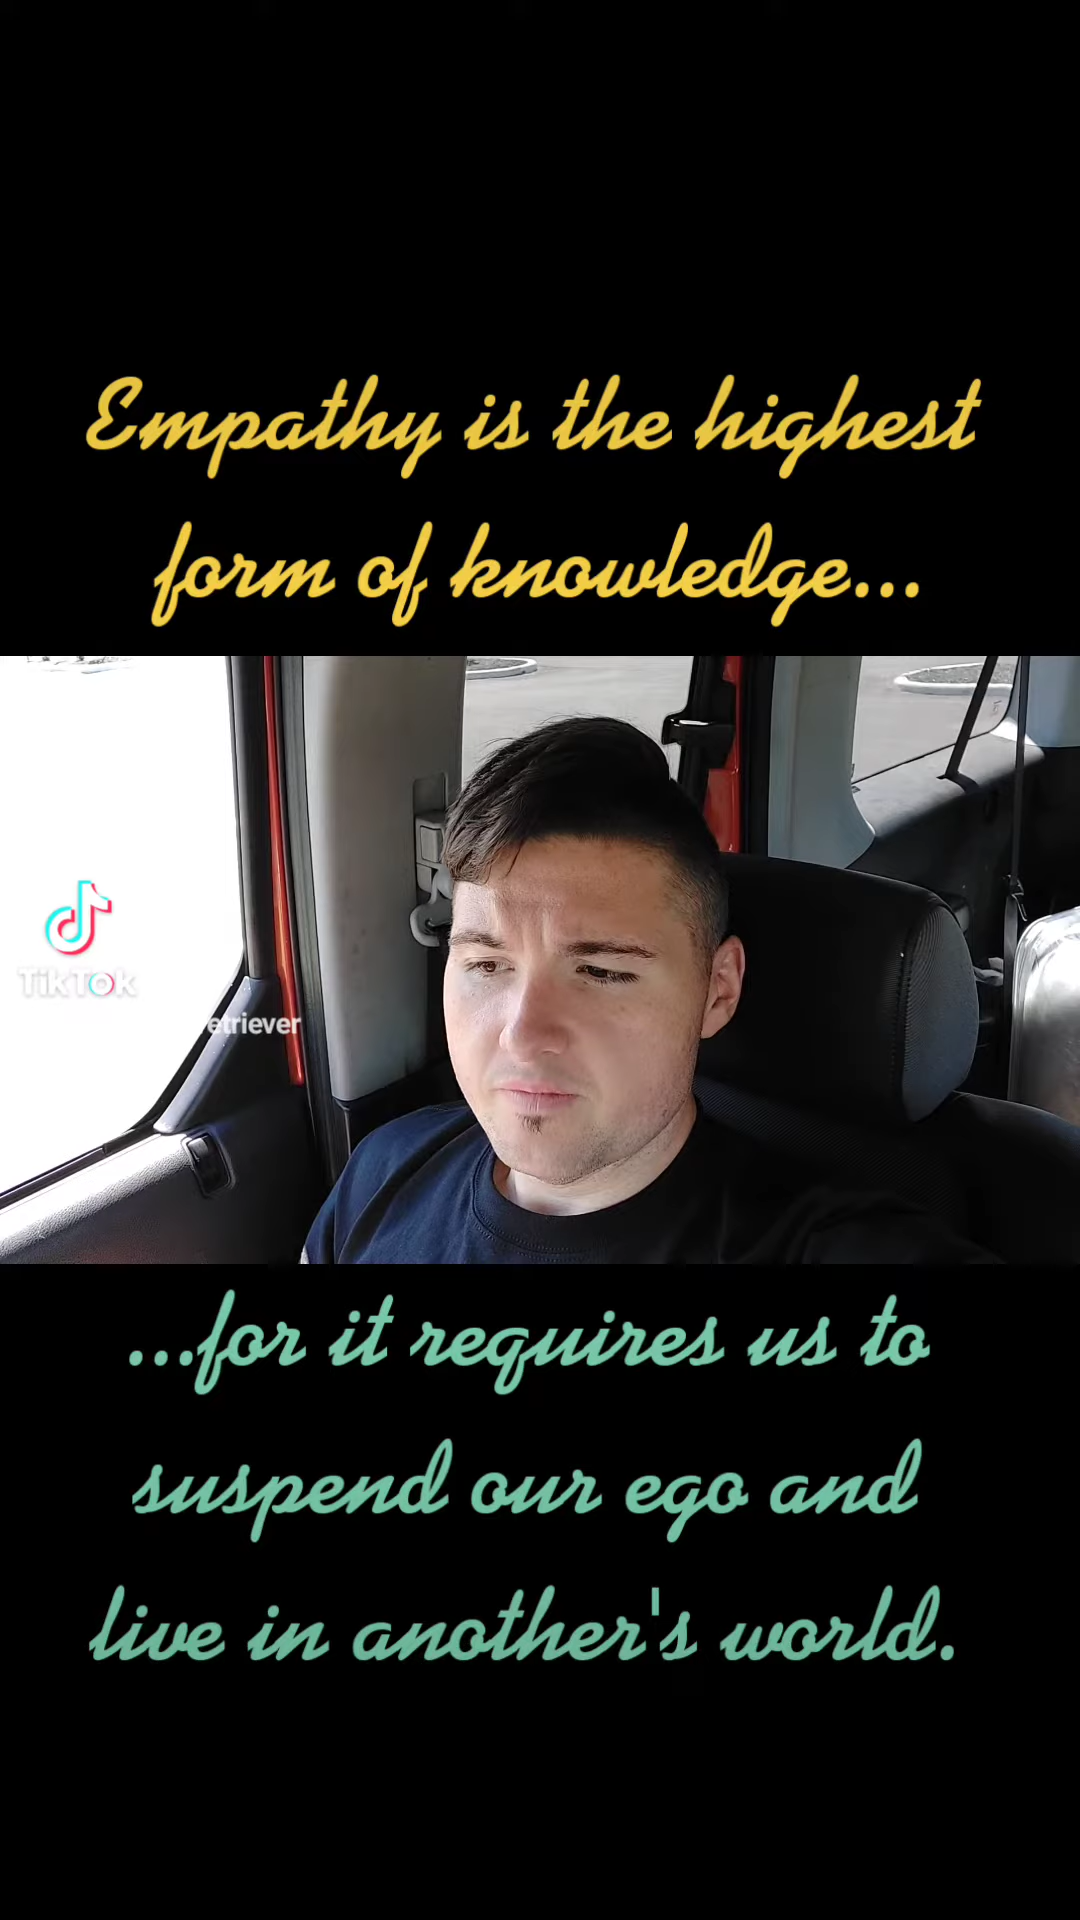 Empathy is the highest
form of knowledge...
TikTok
etriever
...for it requires us to
suspend our ego and
live in another's world.